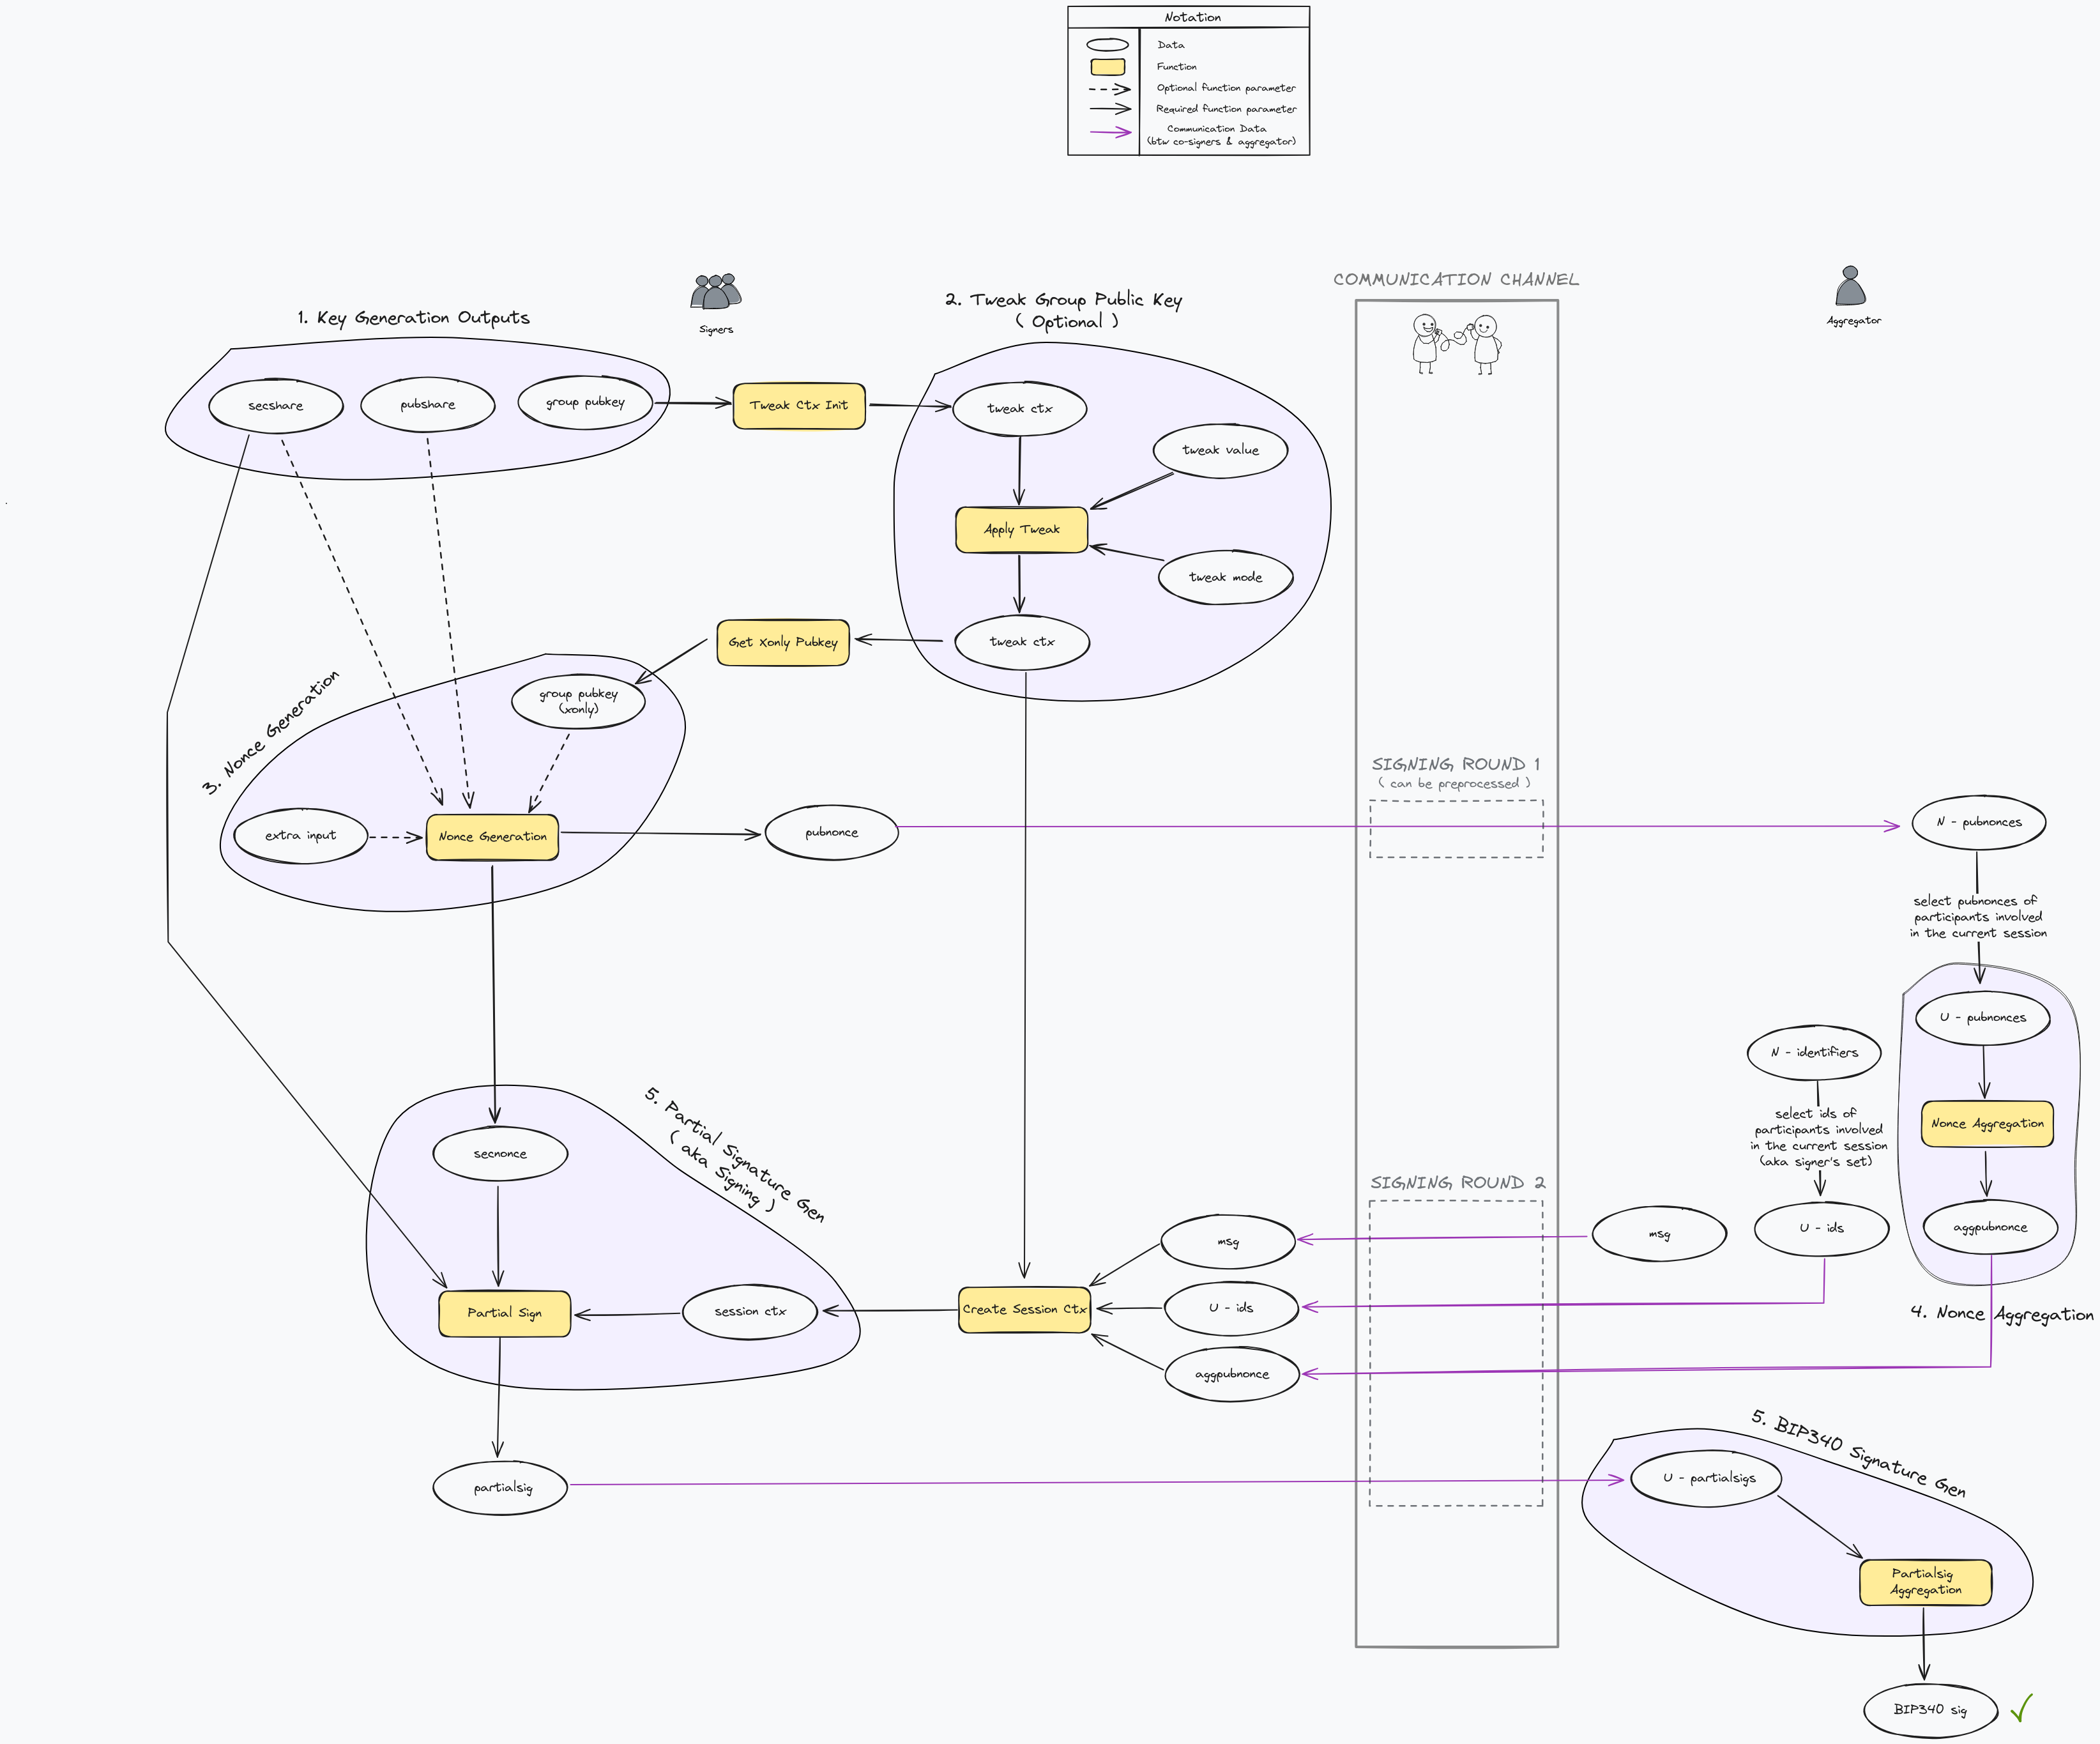 Notation
Data
Function
Optional function parameter
Required function parameter
Communication Data
(btw co-signers & aggregator)
COMMUNICATION CHANNEL
Signers
Aggregator
1. Key Generation Outputs
2. Tweak Group Public Key
( Optional )
secshare
pubshare
group pubkey
Tweak Ctx Init
tweak ctx
tweak value
Apply Tweak
tweak mode
Get Xonly Pubkey
tweak ctx
3. Nonce Generation
group pubkey
(xonly)
extra input
Nonce Generation
pubnonce
SIGNING ROUND 1
( can be preprocessed )
N - pubnonces
select pubnonces of
participants involved
in the current session
U - pubnonces
N - identifiers
Nonce Aggregation
select ids of
participants involved
in the current session
(aka signer's set)
5. Partial Signature Gen
( aka Signing )
secnonce
SIGNING ROUND 2
msg
msg
U - ids
aggpubnonce
Partial Sign
session ctx
Create Session Ctx
U - ids
4. Nonce Aggregation
aggpubnonce
5. BIP340 Signature Gen
partialsig
U - partialsigs
Partialsig
Aggregation
BIP340 sig